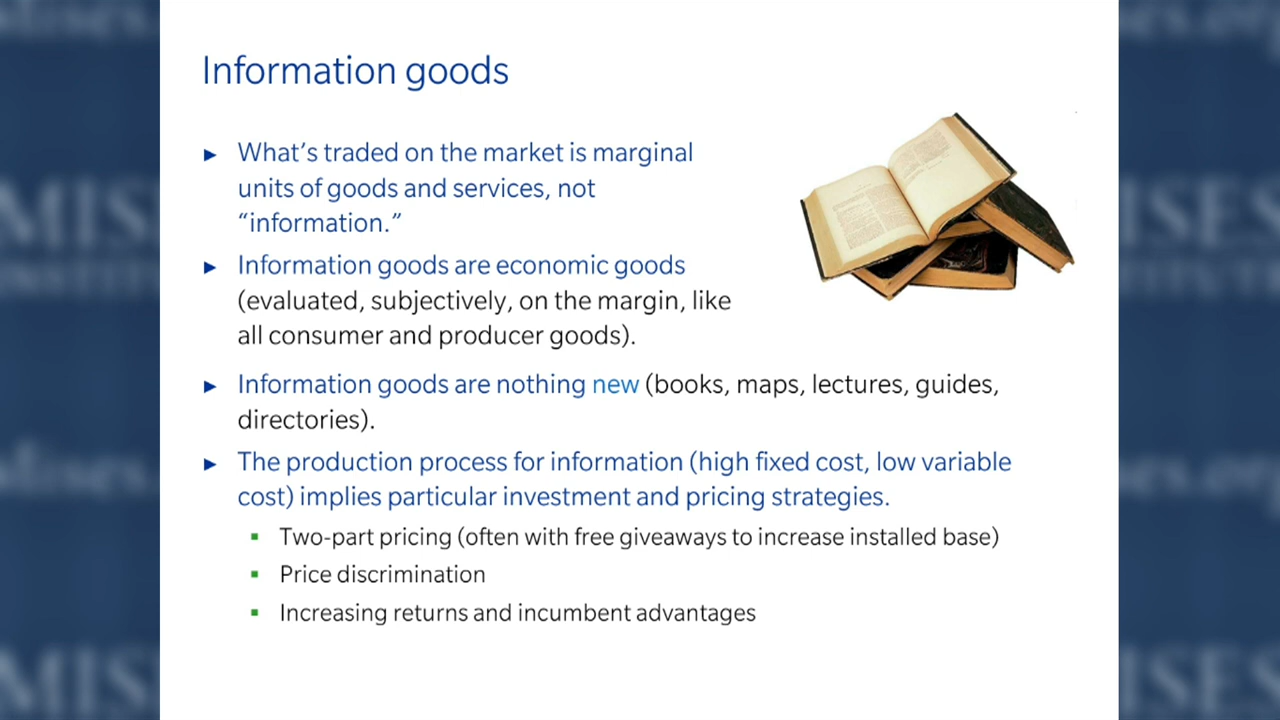 Information goods
► What's traded on the market is marginal
units of goods and services, not
“information.”
► Information goods are economic goods
(evaluated, subjectively, on the margin, like
all consumer and producer goods).
► Information goods are nothing new (books, maps, lectures, guides,
directories).
► The production process for information (high fixed cost, low variable
cost) implies particular investment and pricing strategies.
▪ Two-part pricing (often with free giveaways to increase installed base)
▪ Price discrimination
▪ Increasing returns and incumbent advantages